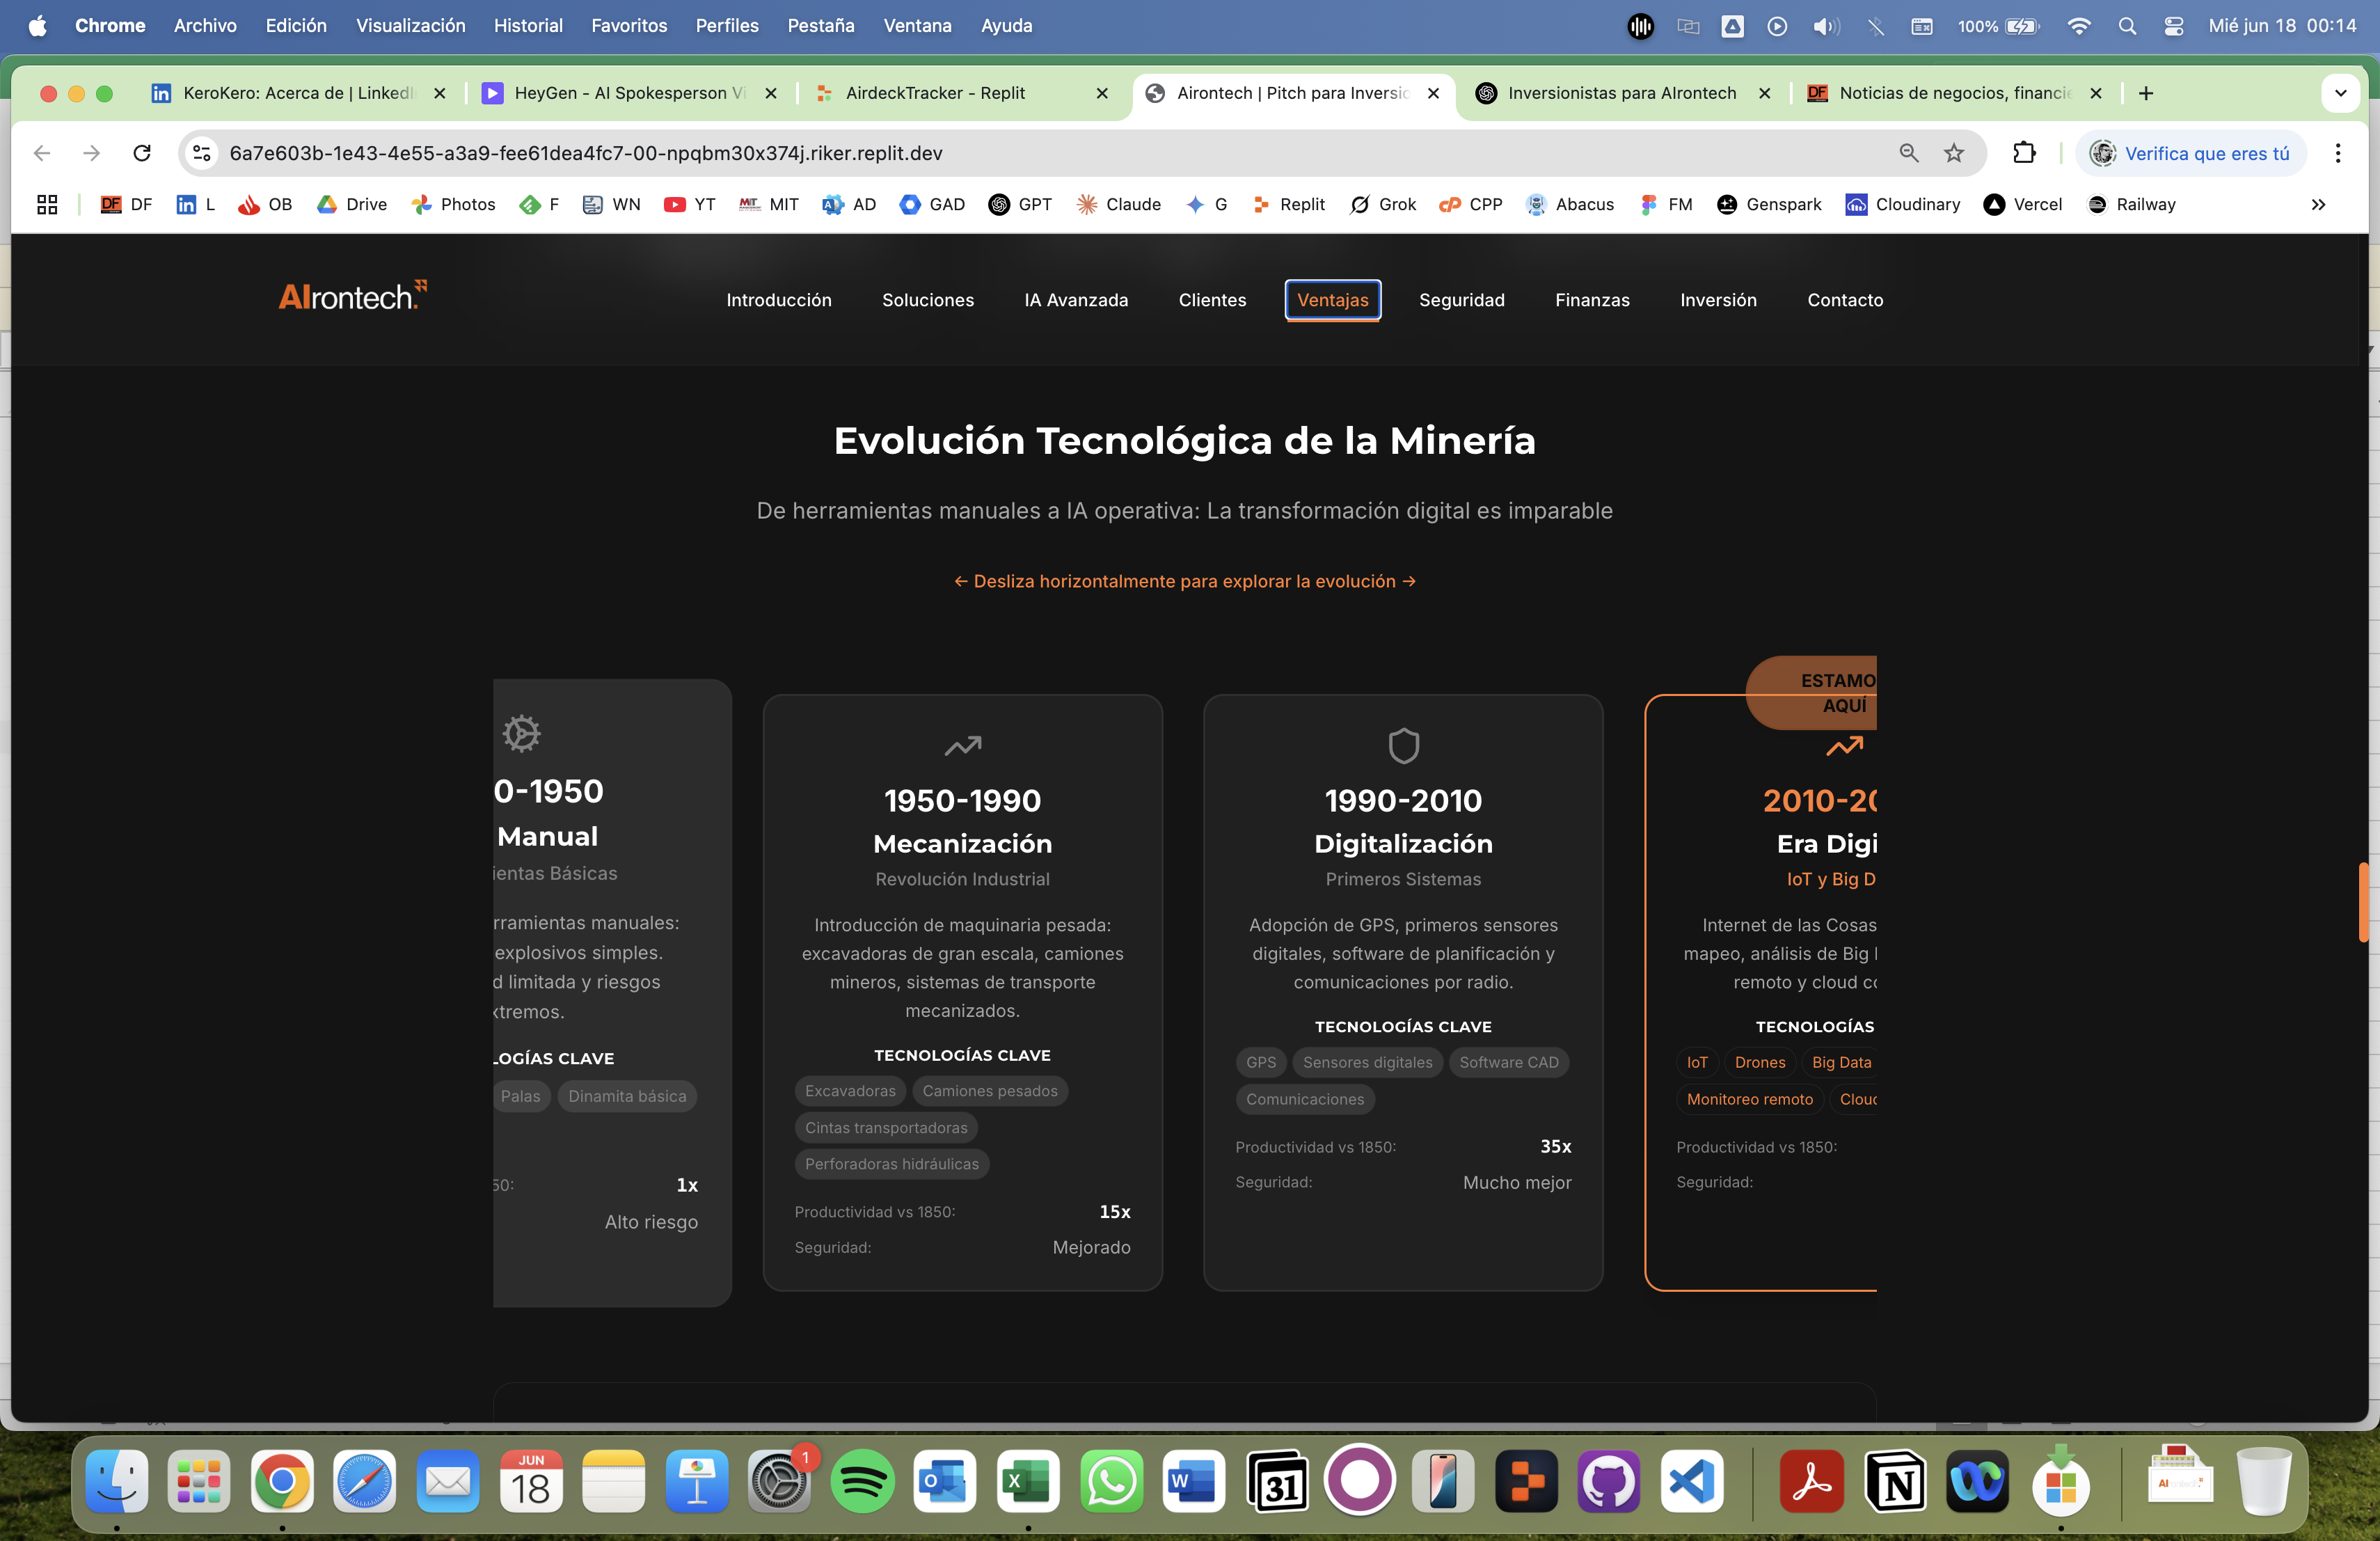 Chrome Archivo Edición Visualización Historial Favoritos Perfiles Pestaña Ventana Ayuda 100% Mié jun 18 00:14
KeroKero: Acerca de | LinkedI HeyGen - AI Spokesperson Vi AirdeckTracker - Replit Airontech | Pitch para Inversio Inversionistas para AIrontech Noticias de negocios, financie
6a7e603b-1e43-4e55-a3a9-fee61dea4fc7-00-npqbm30x374j.riker.replit.dev Verifica que eres tú
DF DF L OB Drive Photos F WN YT MIT AD GAD GPT Claude G Replit Grok CPP Abacus FM Genspark Cloudinary Vercel Railway
AIrontech. Introducción Soluciones IA Avanzada Clientes Ventajas Seguridad Finanzas Inversión Contacto
Evolución Tecnológica de la Minería
De herramientas manuales a IA operativa: La transformación digital es imparable
← Desliza horizontalmente para explorar la evolución →
0-1950
Manual
ientas Básicas
rramientas manuales:
explosivos simples.
d limitada y riesgos
xtremos.
LOGÍAS CLAVE
Palas Dinamita básica
50: 1x
Alto riesgo
1950-1990
Mecanización
Revolución Industrial
Introducción de maquinaria pesada:
excavadoras de gran escala, camiones
mineros, sistemas de transporte
mecanizados.
TECNOLOGÍAS CLAVE
Excavadoras Camiones pesados
Cintas transportadoras
Perforadoras hidráulicas
Productividad vs 1850: 15x
Seguridad: Mejorado
1990-2010
Digitalización
Primeros Sistemas
Adopción de GPS, primeros sensores
digitales, software de planificación y
comunicaciones por radio.
TECNOLOGÍAS CLAVE
GPS Sensores digitales Software CAD
Comunicaciones
Productividad vs 1850: 35x
Seguridad: Mucho mejor
ESTAMO
AQUÍ
2010-20
Era Digi
IoT y Big D
Internet de las Cosas
mapeo, análisis de Big
remoto y cloud co
TECNOLOGÍAS
IoT Drones Big Data
Monitoreo remoto Cloud
Productividad vs 1850:
Seguridad:
JUN
18
1
31